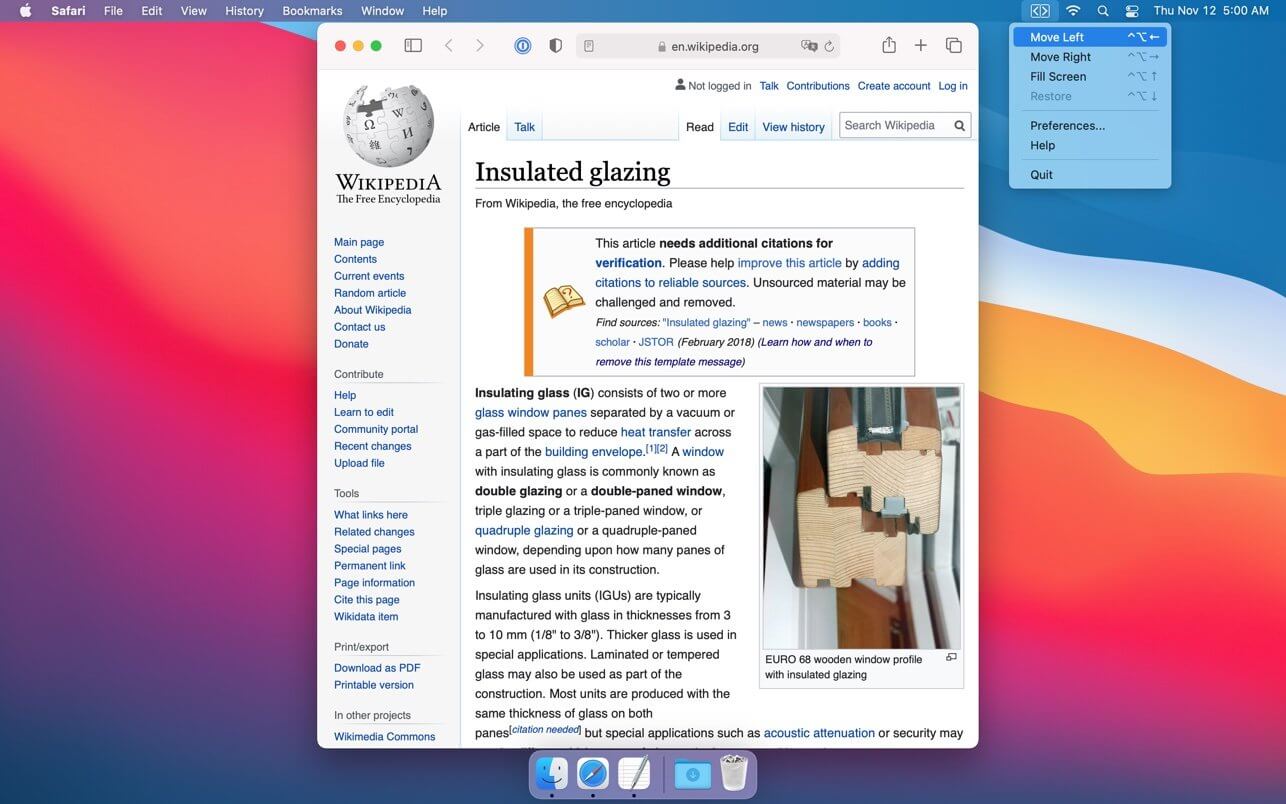 Safari File Edit View History Bookmarks Window Help
Thu Nov 12 5:00 AM
Move Left ⌃⌥←
Move Right ⌃⌥→
Fill Screen ⌃⌥↑
Restore ⌃⌥↓
Preferences...
Help
Quit
en.wikipedia.org
Not logged in Talk Contributions Create account Log in
Article Talk
Read Edit View history
Search Wikipedia
WIKIPEDIA
The Free Encyclopedia
Main page
Contents
Current events
Random article
About Wikipedia
Contact us
Donate
Contribute
Help
Learn to edit
Community portal
Recent changes
Upload file
Tools
What links here
Related changes
Special pages
Permanent link
Page information
Cite this page
Wikidata item
Print/export
Download as PDF
Printable version
In other projects
Wikimedia Commons
Insulated glazing
From Wikipedia, the free encyclopedia
This article needs additional citations for
verification. Please help improve this article by adding
citations to reliable sources. Unsourced material may be
challenged and removed.
Find sources: "Insulated glazing" – news · newspapers · books ·
scholar · JSTOR (February 2018) (Learn how and when to
remove this template message)
Insulating glass (IG) consists of two or more
glass window panes separated by a vacuum or
gas-filled space to reduce heat transfer across
a part of the building envelope.[1][2] A window
with insulating glass is commonly known as
double glazing or a double-paned window,
triple glazing or a triple-paned window, or
quadruple glazing or a quadruple-paned
window, depending upon how many panes of
glass are used in its construction.
Insulating glass units (IGUs) are typically
manufactured with glass in thicknesses from 3
to 10 mm (1/8" to 3/8"). Thicker glass is used in
special applications. Laminated or tempered
glass may also be used as part of the
construction. Most units are produced with the
same thickness of glass on both
panes[citation needed] but special applications such as acoustic attenuation or security may
EURO 68 wooden window profile
with insulated glazing